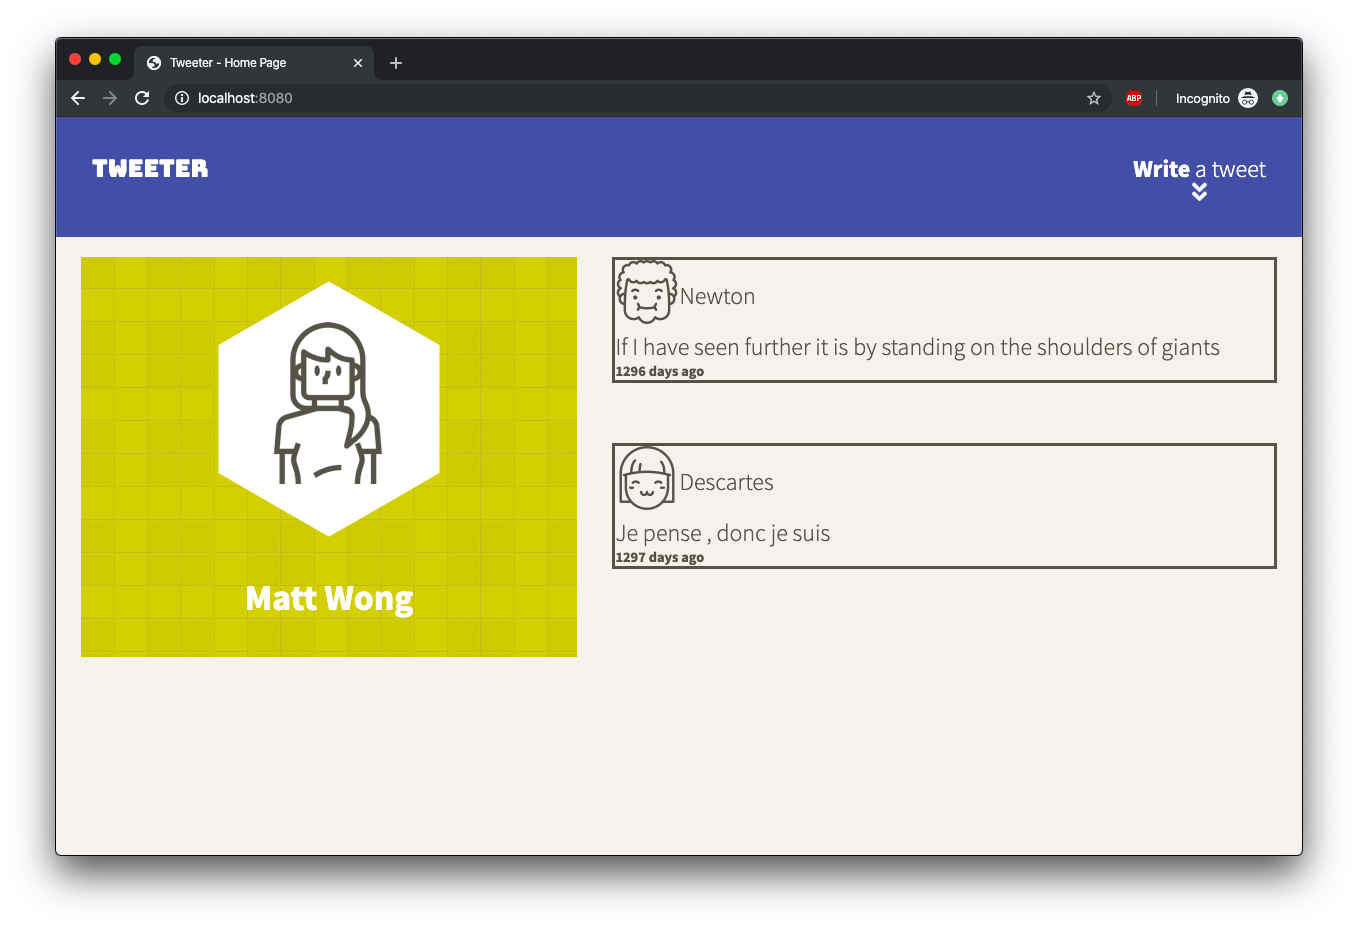 Tweeter - Home Page
localhost:8080
ABP
Incognito
TWEETER
Write a tweet
Matt Wong
Newton
If I have seen further it is by standing on the shoulders of giants
1296 days ago
Descartes
Je pense , donc je suis
1297 days ago